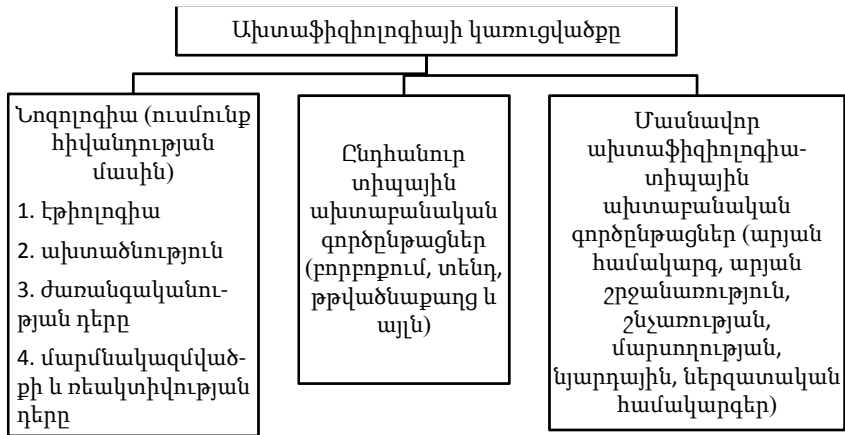 Ախտաֆիզիոլոգիայի կառուցվածքը
Նոզոլոգիա (ուսմունք
հիվանդության
մասին)
1. էթիոլոգիա
2. ախտածնություն
3. ժառանգականու-
թյան դերը
4. մարմնակազմված-
քի և ռեակտիվության
դերը
Ընդհանուր
տիպային
ախտաբանական
գործընթացներ
(բորբոքում, տենդ,
թթվածնաքաղց և
այլն)
Մասնավոր
ախտաֆիզիոլոգիա-
տիպային
ախտաբանական
գործընթացներ (արյան
համակարգ, արյան
շրջանառություն,
շնչառության,
մարսողության,
նյարդային, ներզատական
համակարգեր)